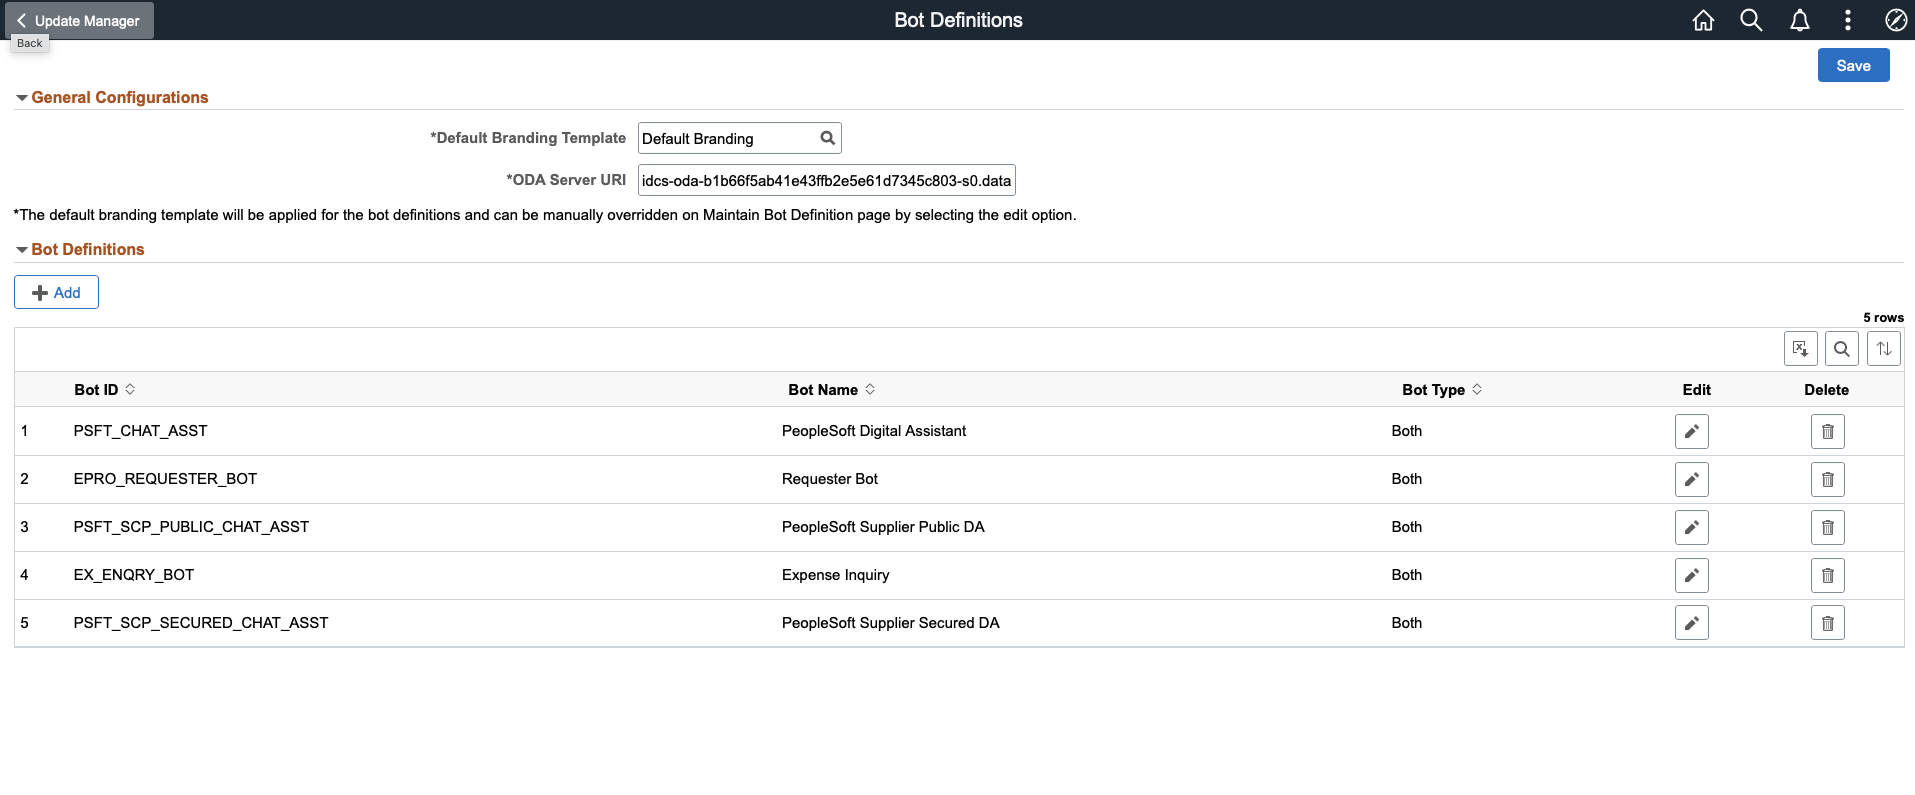 Update Manager
Bot Definitions
Back
Save
General Configurations
*Default Branding Template Default Branding
*ODA Server URI idcs-oda-b1b66f5ab41e43ffb2e5e61d7345c803-s0.data
*The default branding template will be applied for the bot definitions and can be manually overridden on Maintain Bot Definition page by selecting the edit option.
Bot Definitions
Add
5 rows
Bot ID Bot Name Bot Type Edit Delete
1 PSFT_CHAT_ASST PeopleSoft Digital Assistant Both
2 EPRO_REQUESTER_BOT Requester Bot Both
3 PSFT_SCP_PUBLIC_CHAT_ASST PeopleSoft Supplier Public DA Both
4 EX_ENQRY_BOT Expense Inquiry Both
5 PSFT_SCP_SECURED_CHAT_ASST PeopleSoft Supplier Secured DA Both